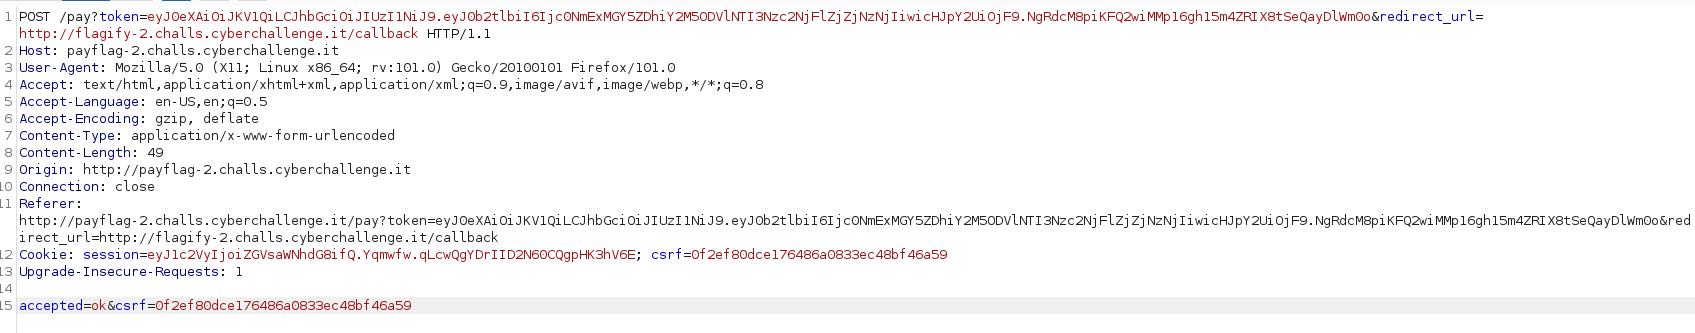 1 POST /pay?token=eyJ0eXAiOiJKV1QiLCJhbGciOiJIUzI1NiJ9.eyJ0b2tlbiI6Ijc0NmExMGY5ZDhiY2M5ODVlNTI3Nzc2NjFlZjZjNzNjIiwicHJpY2UiOjF9.NgRdcM8piKFQ2wiMMp16gh15m4ZRIX8tSeQayDlWm0o&redirect_url=
http://flagify-2.challs.cyberchallenge.it/callback HTTP/1.1
2 Host: payflag-2.challs.cyberchallenge.it
3 User-Agent: Mozilla/5.0 (X11; Linux x86_64; rv:101.0) Gecko/20100101 Firefox/101.0
4 Accept: text/html,application/xhtml+xml,application/xml;q=0.9,image/avif,image/webp,*/*;q=0.8
5 Accept-Language: en-US,en;q=0.5
6 Accept-Encoding: gzip, deflate
7 Content-Type: application/x-www-form-urlencoded
8 Content-Length: 49
9 Origin: http://payflag-2.challs.cyberchallenge.it
10 Connection: close
11 Referer:
http://payflag-2.challs.cyberchallenge.it/pay?token=eyJ0eXAiOiJKV1QiLCJhbGciOiJIUzI1NiJ9.eyJ0b2tlbiI6Ijc0NmExMGY5ZDhiY2M5ODVlNTI3Nzc2NjFlZjZjNzNjIiwicHJpY2UiOjF9.NgRdcM8piKFQ2wiMMp16gh15m4ZRIX8tSeQayDlWm0o&red
irect_url=http://flagify-2.challs.cyberchallenge.it/callback
12 Cookie: session=eyJ1c2VyIjoiZGVsaWNhdG8ifQ.Yqmwfw.qLcwQgYDrIID2N60CQgpHK3hV6E; csrf=0f2ef80dce176486a0833ec48bf46a59
13 Upgrade-Insecure-Requests: 1
14
15 accepted=ok&csrf=0f2ef80dce176486a0833ec48bf46a59